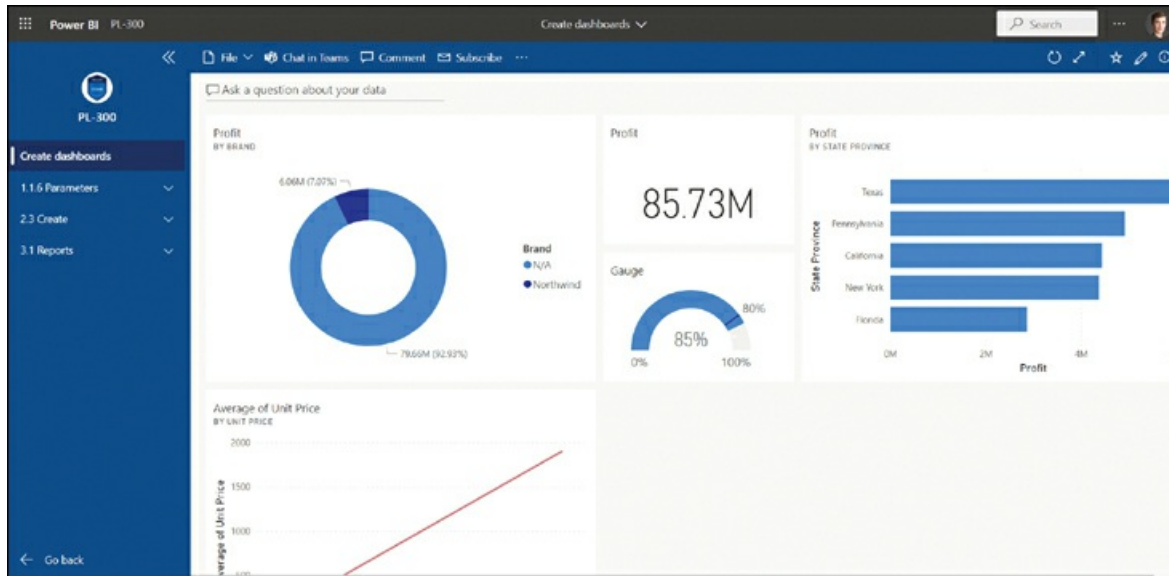 Power BI PL-300
Create dashboards
Search
File Chat in Teams Comment Subscribe
PL-300
Create dashboards
1.1.6 Parameters
2.3 Create
3.1 Reports
Go back
Ask a question about your data
Profit
BY BRAND
6.06M (7.07%)
79.66M (92.93%)
Brand
N/A
Northwind
Profit
85.73M
Gauge
80%
85%
0%
100%
Profit
BY STATE PROVINCE
State Province
Texas
Pennsylvania
California
New York
Florida
0M
2M
4M
Profit
Average of Unit Price
BY UNIT PRICE
2000
1500
1000
500
verage of Unit Price